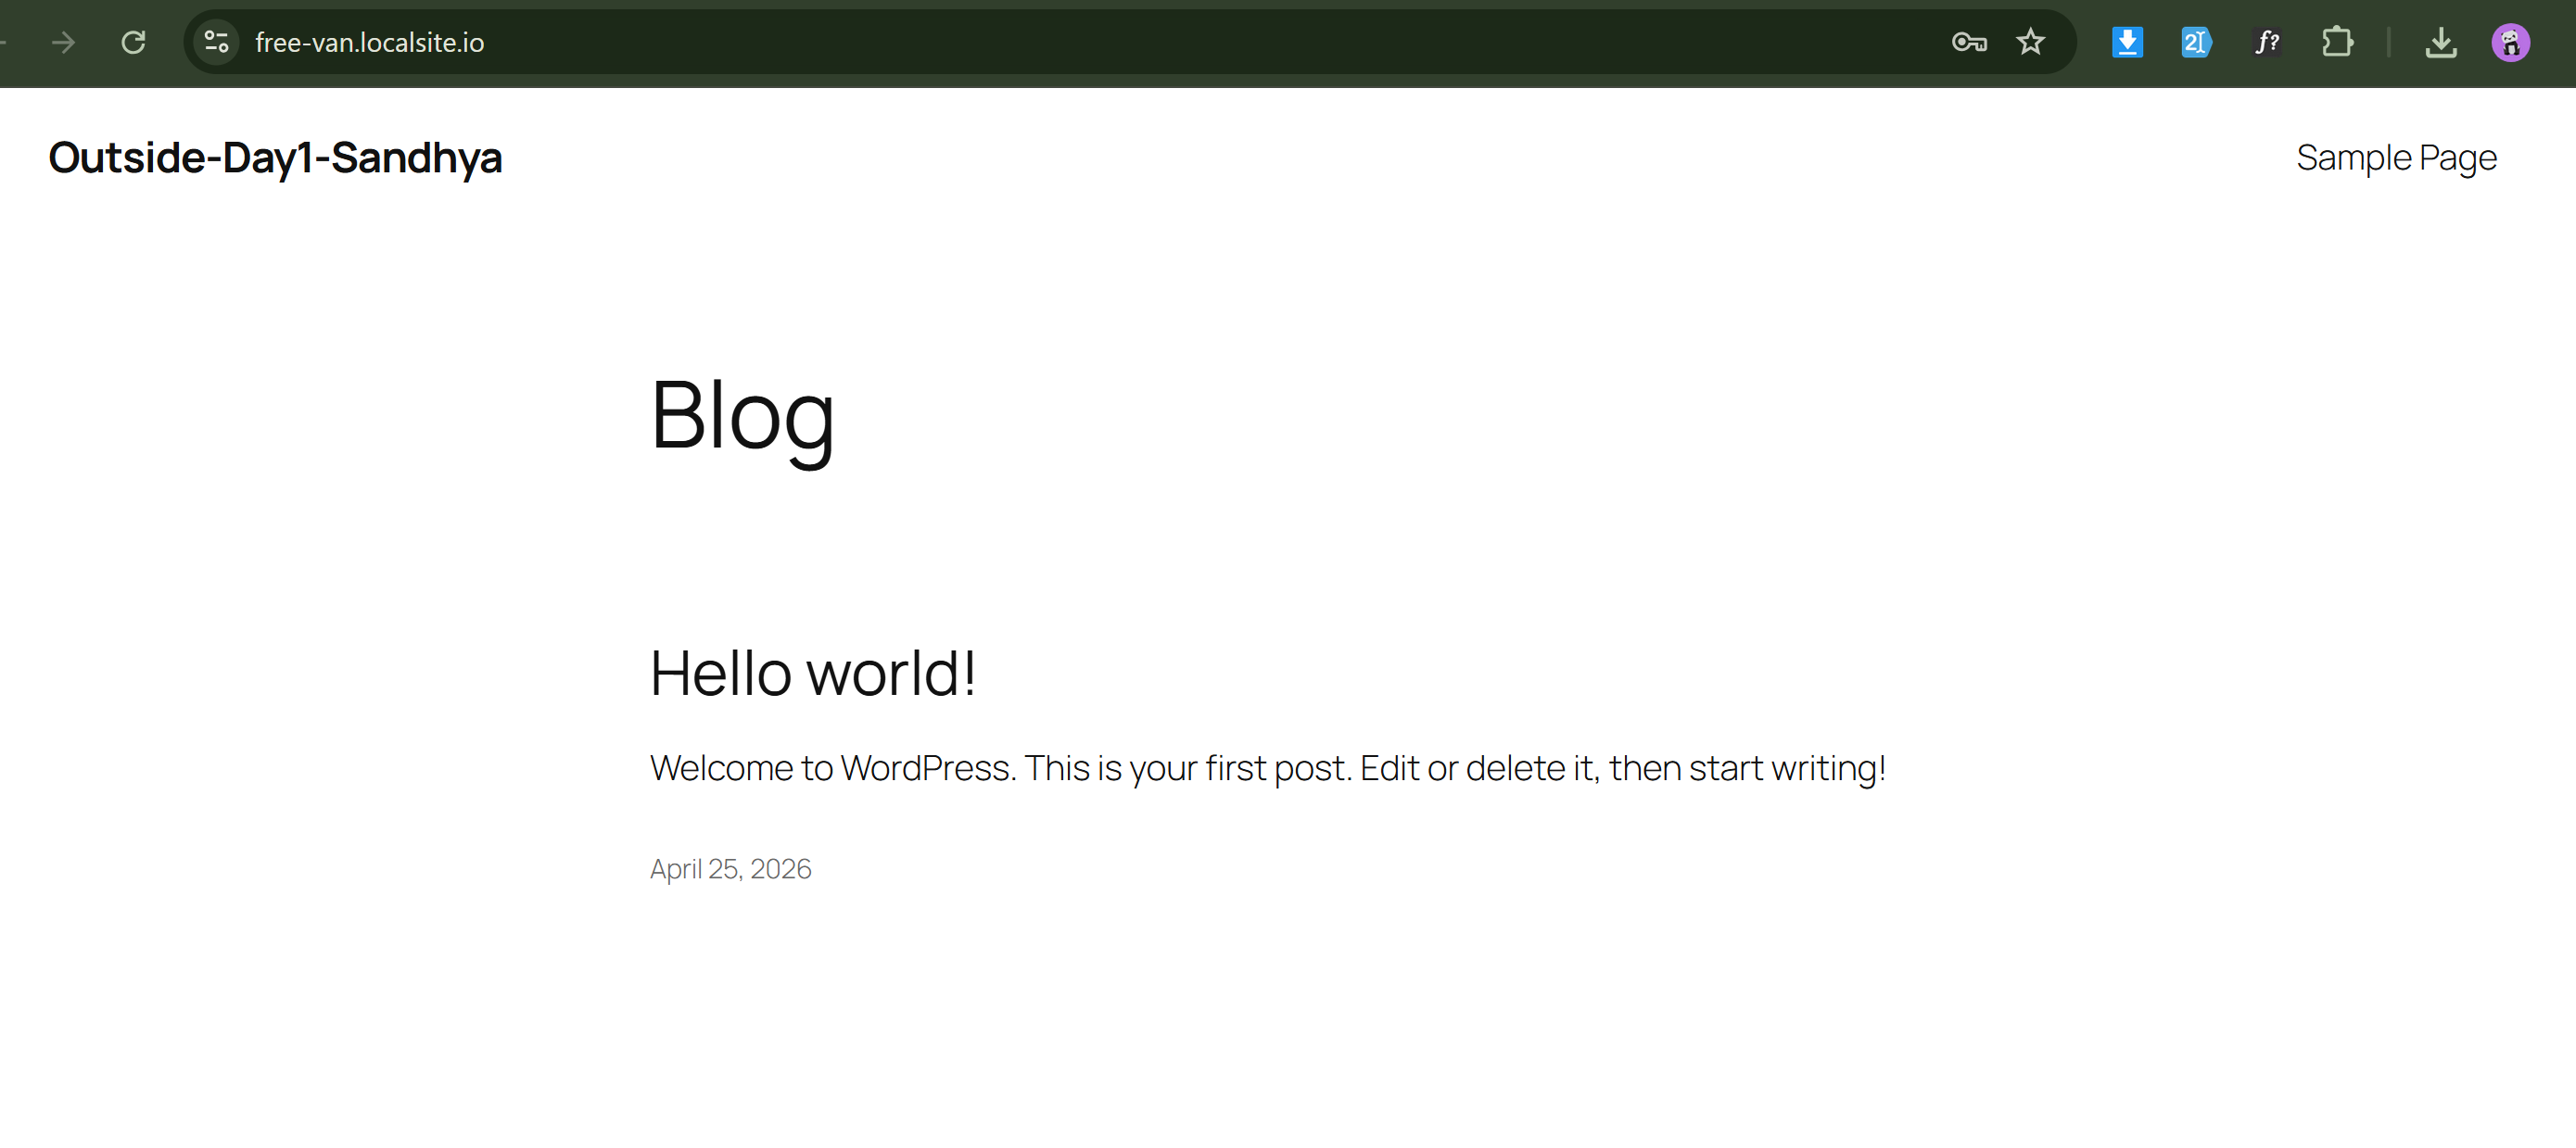 free-van.localsite.io
Outside-Day1-Sandhya
Sample Page
Blog
Hello world!
Welcome to WordPress. This is your first post. Edit or delete it, then start writing!
April 25, 2026